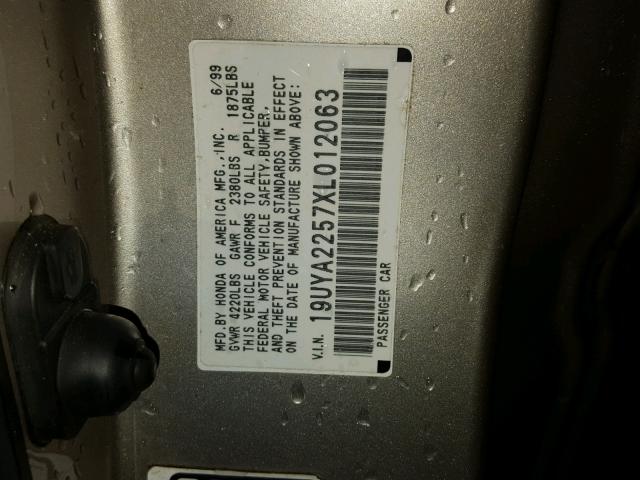 MFD.BY HONDA OF AMERICA MFG.,INC. 6/99
GVWR 4220LBS GAWR F 2380LBS R 1875LBS
THIS VEHICLE CONFORMS TO ALL APPLICABLE
FEDERAL MOTOR VEHICLE SAFETY,BUMPER,
AND THEFT PREVENTION STANDARDS IN EFFECT
ON THE DATE OF MANUFACTURE SHOWN ABOVE:
V.I.N. 19UYA2257XL012063
PASSENGER CAR